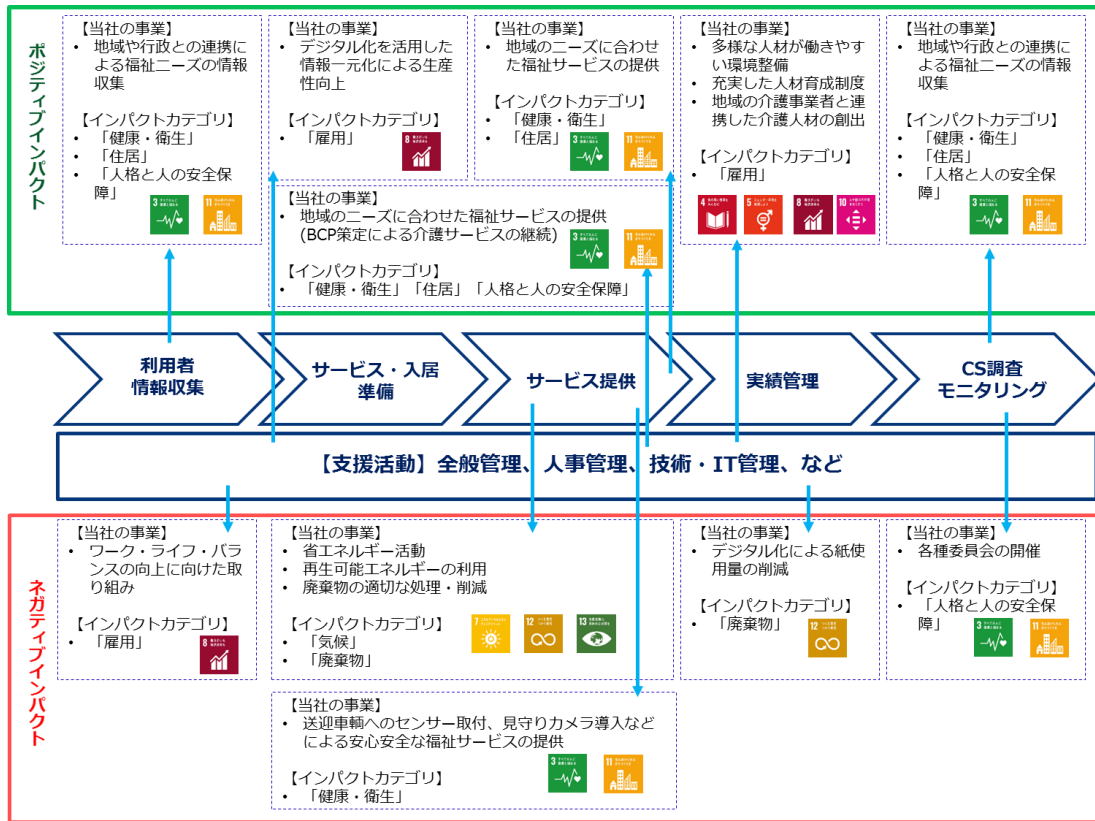 ポジティブインパクト
【当社の事業】
• 地域や行政との連携に
よる福祉ニーズの情報
収集
【インパクトカテゴリ】
• 「健康・衛生」
• 「住居」
• 「人格と人の安全保
障」
3
11
【当社の事業】
• デジタル化を活用した
情報一元化による生産
性向上
【インパクトカテゴリ】
• 「雇用」
8
【当社の事業】
• 地域のニーズに合わせ
た福祉サービスの提供
【インパクトカテゴリ】
• 「健康・衛生」
• 「住居」
3
11
【当社の事業】
• 地域のニーズに合わせた福祉サービスの提供
(BCP策定による介護サービスの継続)
【インパクトカテゴリ】
• 「健康・衛生」「住居」「人格と人の安全保障」
3
11
【当社の事業】
• 多様な人材が働きやす
い環境整備
• 充実した人材育成制度
• 地域の介護事業者と連
携した介護人材の創出
【インパクトカテゴリ】
• 「雇用」
4
5
8
10
【当社の事業】
• 地域や行政との連携に
よる福祉ニーズの情報
収集
【インパクトカテゴリ】
• 「健康・衛生」
• 「住居」
• 「人格と人の安全保
障」
3
11
利用者
情報収集
サービス・入居
準備
サービス提供
実績管理
CS調査
モニタリング
【支援活動】全般管理、人事管理、技術・IT管理、など
ネガティブインパクト
【当社の事業】
• ワーク・ライフ・バラ
ンスの向上に向けた取
り組み
【インパクトカテゴリ】
• 「雇用」
8
【当社の事業】
• 省エネルギー活動
• 再生可能エネルギーの利用
• 廃棄物の適切な処理・削減
【インパクトカテゴリ】
• 「気候」
• 「廃棄物」
7
12
13
【当社の事業】
• 送迎車輌へのセンサー取付、見守りカメラ導入など
による安心安全な福祉サービスの提供
【インパクトカテゴリ】
• 「健康・衛生」
3
11
【当社の事業】
• デジタル化による紙使
用量の削減
【インパクトカテゴリ】
• 「廃棄物」
12
【当社の事業】
• 各種委員会の開催
【インパクトカテゴリ】
• 「人格と人の安全保
障」
3
11